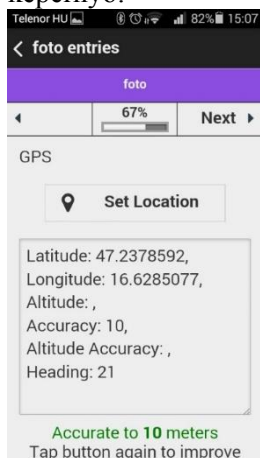 Telenor HU 82% 15:07
foto entries
foto
67%
Next
GPS
Set Location
Latitude: 47.2378592,
Longitude: 16.6285077,
Altitude: ,
Accuracy: 10,
Altitude Accuracy: ,
Heading: 21
Accurate to 10 meters
Tap button again to improve